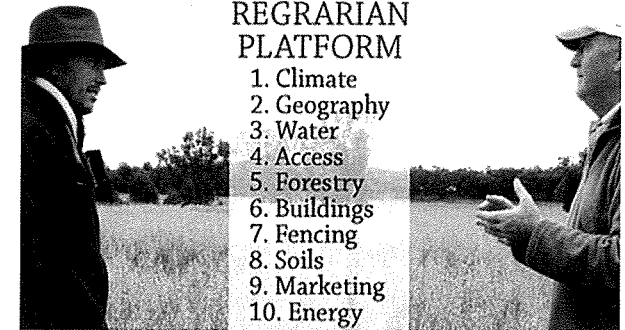 REGRARIAN
PLATFORM
1. Climate
2. Geography
3. Water
4. Access
5. Forestry
6. Buildings
7. Fencing
8. Soils
9. Marketing
10. Energy